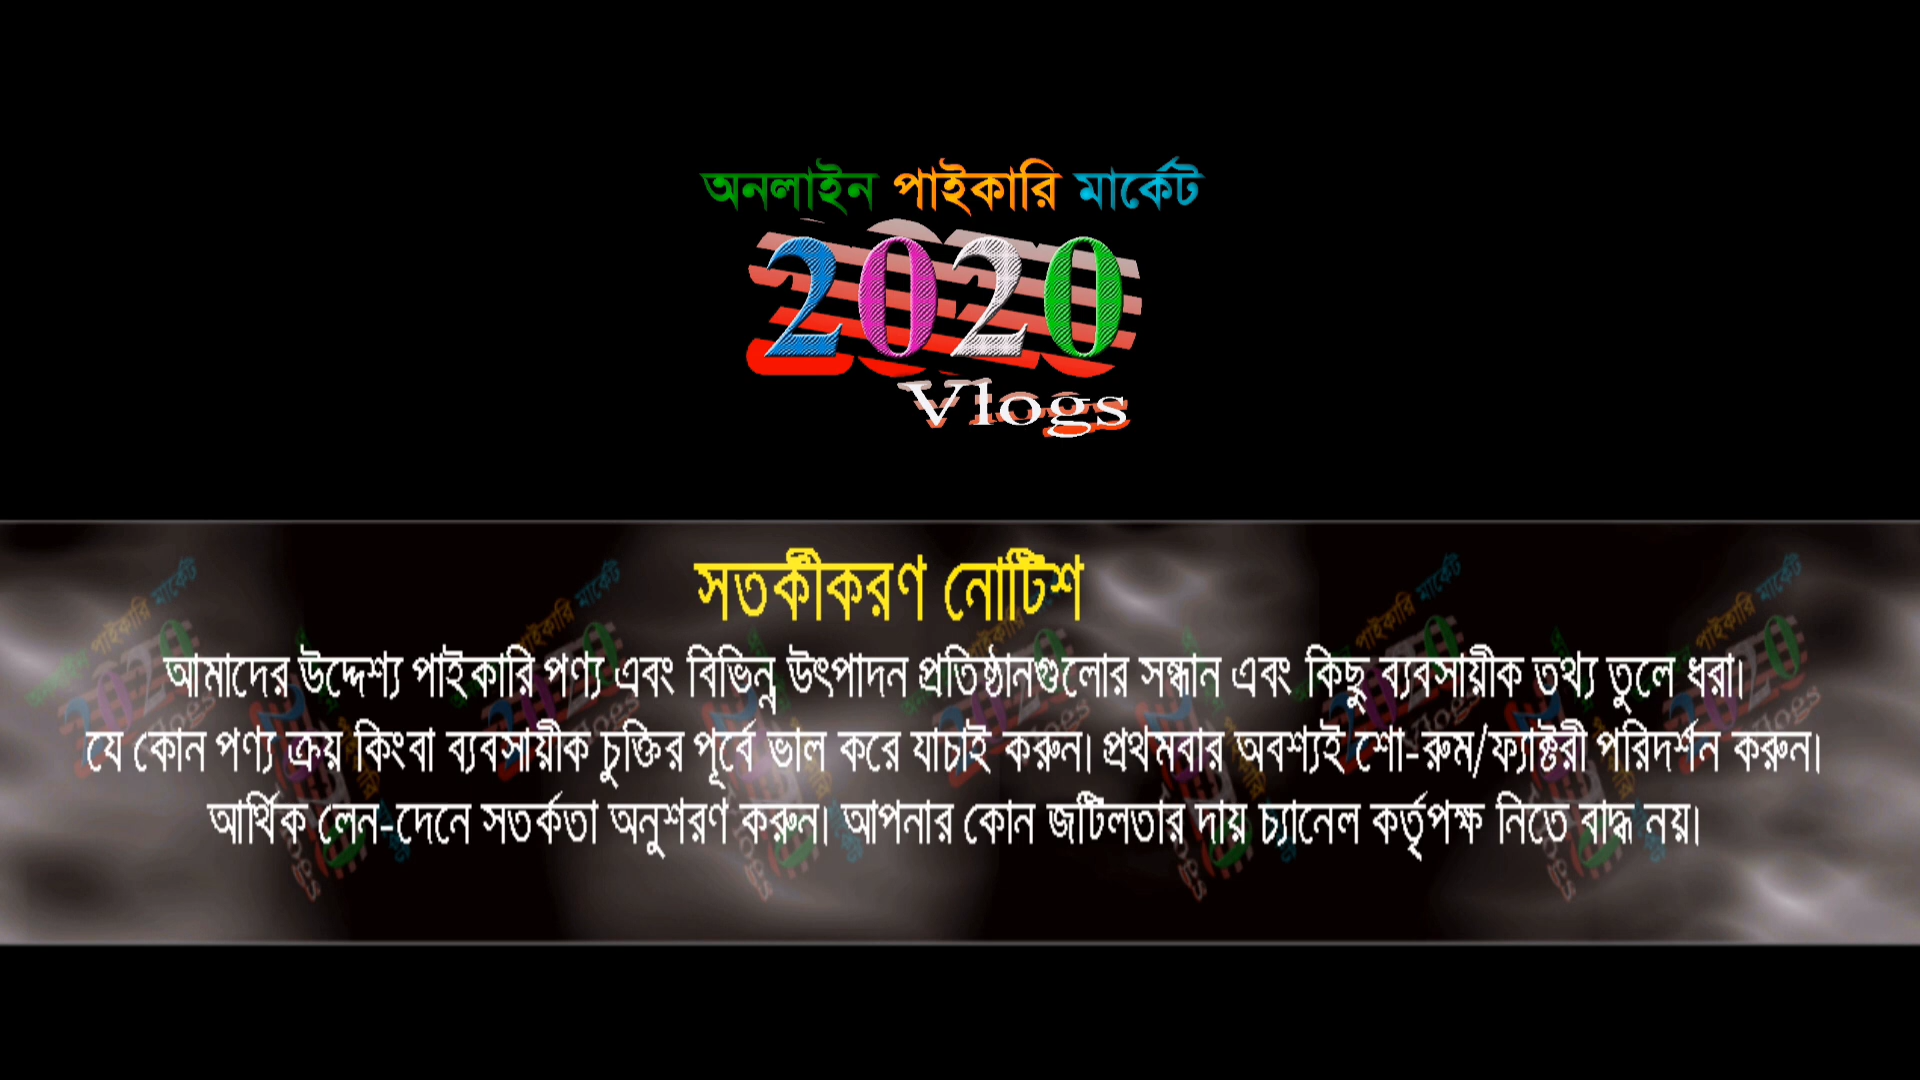 অনলাইন পাইকারি মার্কেট
2020
Vlogs
সতর্কীকরণ নোটিশ
আমাদের উদ্দেশ্য পাইকারি পণ্য এবং বিভিন্ন উৎপাদন প্রতিষ্ঠানগুলোর সন্ধান এবং কিছু ব্যবসায়ীক তথ্য তুলে ধরা।
যে কোন পণ্য ক্রয় কিংবা ব্যবসায়ীক চুক্তির পূর্বে ভাল করে যাচাই করুন। প্রথমবার অবশ্যই শো-রুম/ফ্যাক্টরী পরিদর্শন করুন।
আর্থিক লেন-দেনে সতর্কতা অনুশরণ করুন। আপনার কোন জটিলতার দায় চ্যানেল কর্তৃপক্ষ নিতে বাদ্ধ নয়।